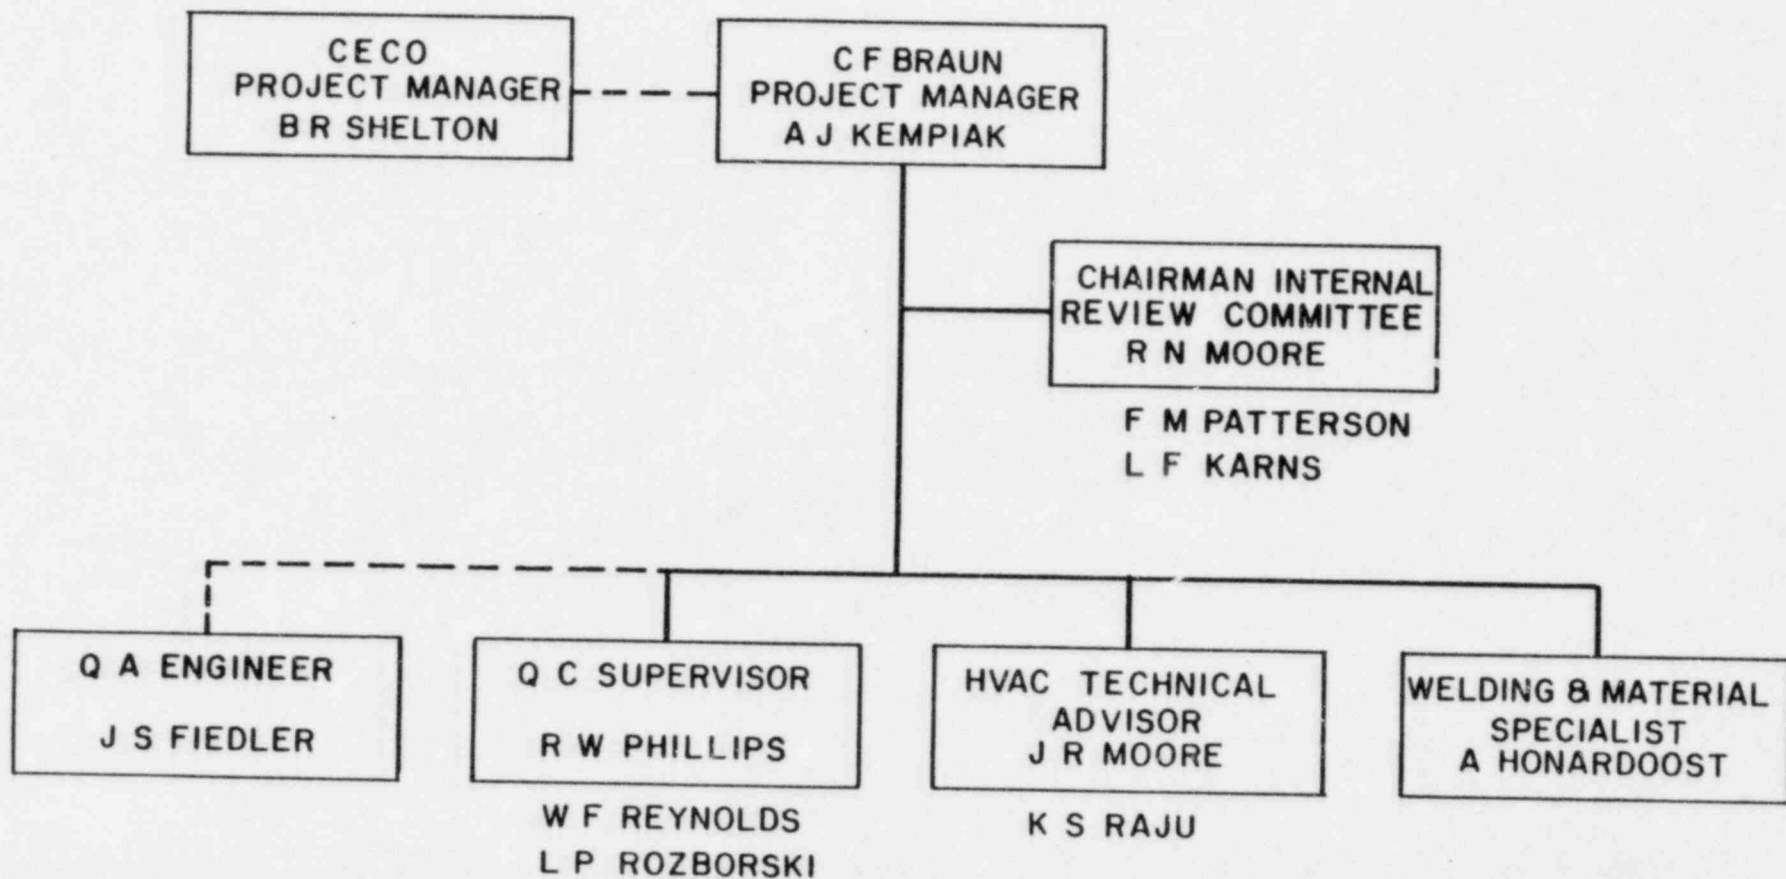 CECO
PROJECT MANAGER
B R SHELTON
C F BRAUN
PROJECT MANAGER
A J KEMPIAK
CHAIRMAN INTERNAL
REVIEW COMMITTEE
R N MOORE
F M PATTERSON
L F KARNS
Q A ENGINEER
J S FIEDLER
Q C SUPERVISOR
R W PHILLIPS
W F REYNOLDS
L P ROZBORSKI
HVAC TECHNICAL
ADVISOR
J R MOORE
K S RAJU
WELDING & MATERIAL
SPECIALIST
A HONARDOOST